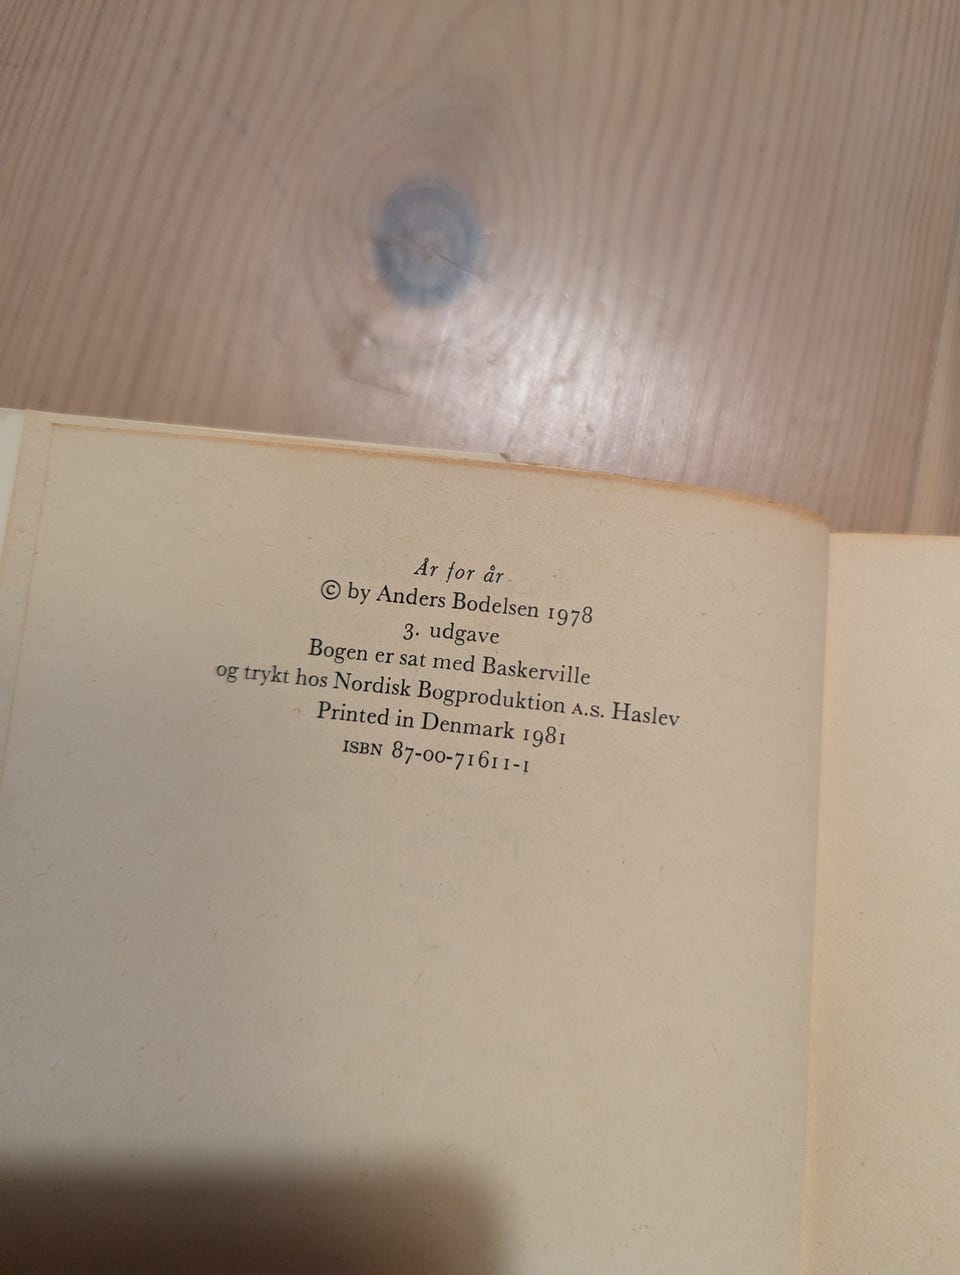 År for år
© by Anders Bodelsen 1978
3. udgave
Bogen er sat med Baskerville
og trykt hos Nordisk Bogproduktion A.S. Haslev
Printed in Denmark 1981
ISBN 87-00-71611-1